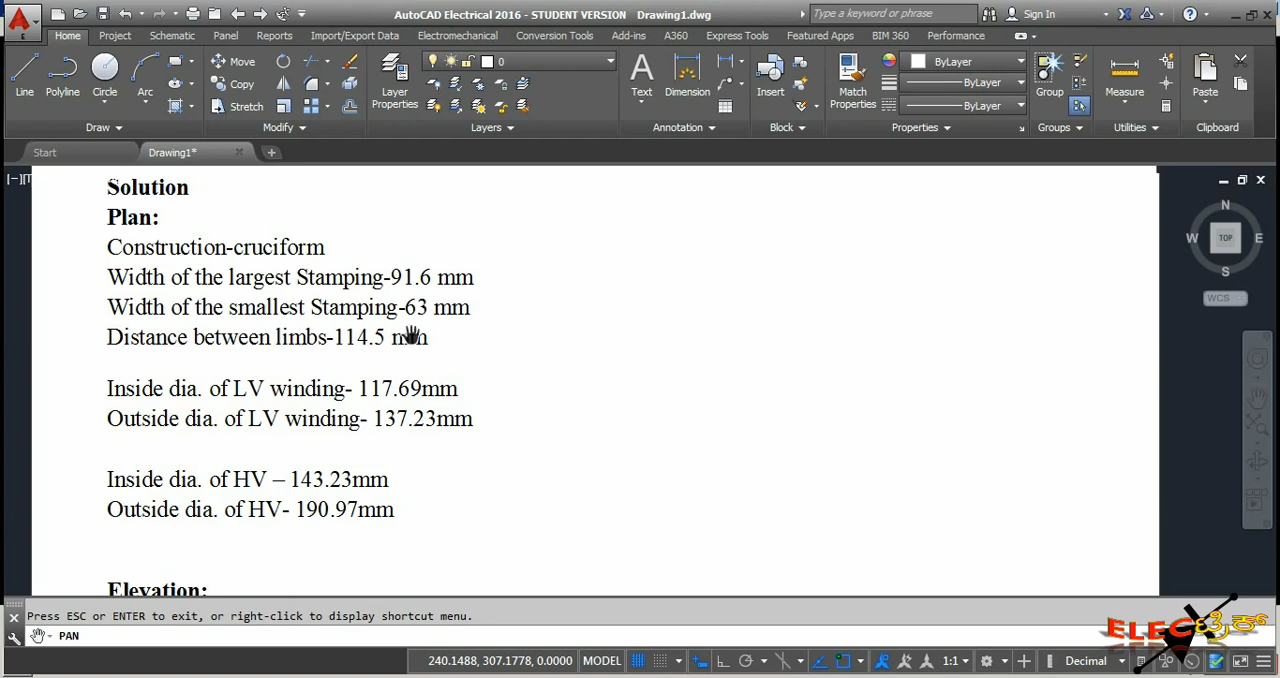 AutoCAD Electrical 2016 - STUDENT VERSION Drawing1.dwg
Type a keyword or phrase
Sign In
Home Project Schematic Panel Reports Import/Export Data Electromechanical Conversion Tools Add-ins A360 Express Tools Featured Apps BIM 360 Performance
Line Polyline Circle Arc
Move
Copy
Stretch
Layer Properties
0
Text Dimension
Insert
Match Properties
ByLayer
ByLayer
ByLayer
Group
Measure
Paste
Draw Modify Layers Annotation Block Properties Groups Utilities Clipboard
Start Drawing1*
Solution
Plan:
Construction-cruciform
Width of the largest Stamping-91.6 mm
Width of the smallest Stamping-63 mm
Distance between limbs-114.5 mm
Inside dia. of LV winding- 117.69mm
Outside dia. of LV winding- 137.23mm
Inside dia. of HV – 143.23mm
Outside dia. of HV- 190.97mm
Elevation:
N
W TOP E
S
WCS
Press ESC or ENTER to exit, or right-click to display shortcut menu.
PAN
240.1488, 307.1778, 0.0000 MODEL 1:1 Decimal